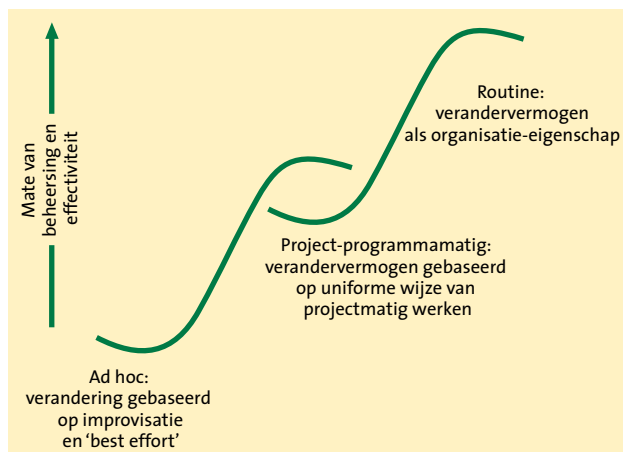 Mate van
beheersing en
effectiviteit
Routine:
verandervermogen
als organisatie-eigenschap
Project-programmamatig:
verandervermogen gebaseerd
op uniforme wijze van
projectmatig werken
Ad hoc:
verandering gebaseerd
op improvisatie
en ‘best effort’